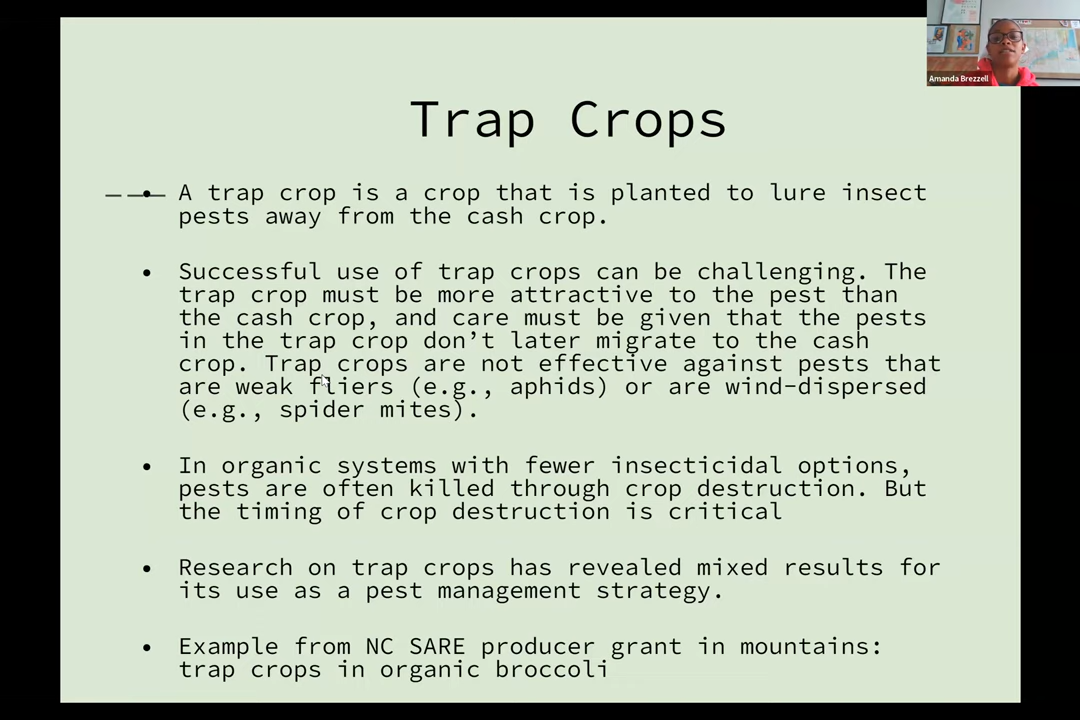 Amanda Brezzell
Trap Crops
• A trap crop is a crop that is planted to lure insect
pests away from the cash crop.
• Successful use of trap crops can be challenging. The
trap crop must be more attractive to the pest than
the cash crop, and care must be given that the pests
in the trap crop don’t later migrate to the cash
crop. Trap crops are not effective against pests that
are weak fliers (e.g., aphids) or are wind-dispersed
(e.g., spider mites).
• In organic systems with fewer insecticidal options,
pests are often killed through crop destruction. But
the timing of crop destruction is critical
• Research on trap crops has revealed mixed results for
its use as a pest management strategy.
• Example from NC SARE producer grant in mountains:
trap crops in organic broccoli